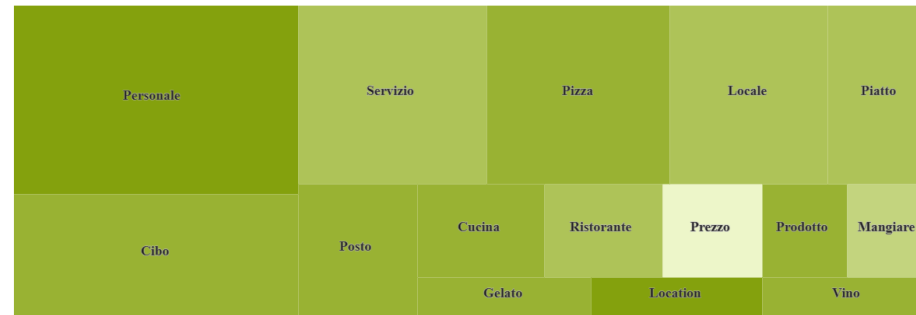 Personale
Servizio
Pizza
Locale
Piatto
Cibo
Posto
Cucina
Ristorante
Prezzo
Prodotto
Mangiare
Gelato
Location
Vino